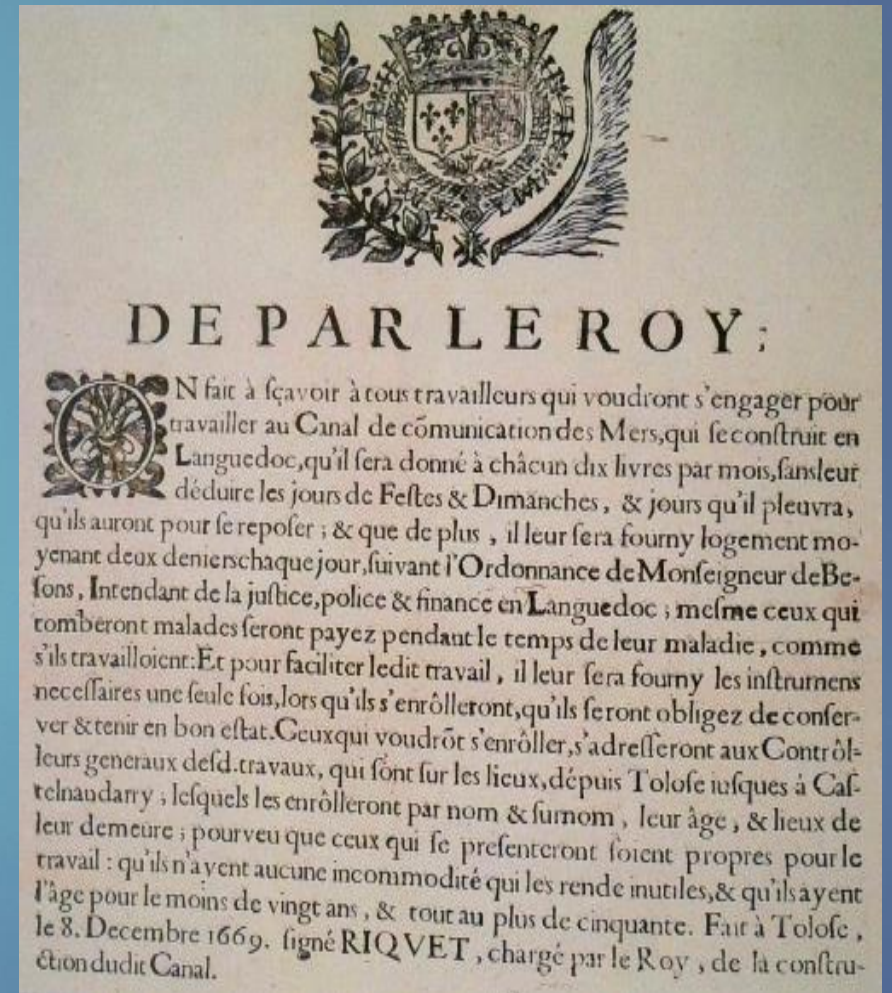 DE PAR LE ROY :
ON fait à ſçavoir à tous travailleurs qui voudront s'engager pour
travailler au Canal de cõmunication des Mers, qui ſe conſtruit en
Languedoc, qu'il ſera donné à châcun dix livres par mois, ſans leur
déduire les jours de Feſtes & Dimanches, & jours qu'il pleuvra,
qu'ils auront pour ſe repoſer ; & que de plus, il leur ſera fourny logement mo-
yenant deux deniers chaque jour, ſuivant l'Ordonnance de Monſeigneur de Be-
ſons, Intendant de la juſtice, police & finance en Languedoc ; meſme ceux qui
tomberont malades ſeront payez pendant le temps de leur maladie, comme
s'ils travailloient : Et pour faciliter ledit travail, il leur ſera fourny les inſtrumens
neceſſaires une ſeule fois, lors qu'ils s'enrôlleront, qu'ils ſeront obligez de conſer-
ver & tenir en bon eſtat. Ceux qui voudrõt s'enrôller, s'adreſſeront aux Contrôl-
leurs generaux deſd. travaux, qui ſont ſur les lieux, dépuis Toloſe iuſques à Caſ-
telnaudarry ; leſquels les enrôlleront par nom & ſurnom, leur âge, & lieux de
leur demeure ; pourveu que ceux qui ſe preſenteront ſoient propres pour le
travail : qu'ils n'ayent aucune incommodité qui les rende inutiles, & qu'ils ayent
l'âge pour le moins de vingt ans, & tout au plus de cinquante. Fait à Toloſe,
le 8. Decembre 1669. ſigné RIQVET, chargé par le Roy, de la conſtru-
ction dudit Canal.